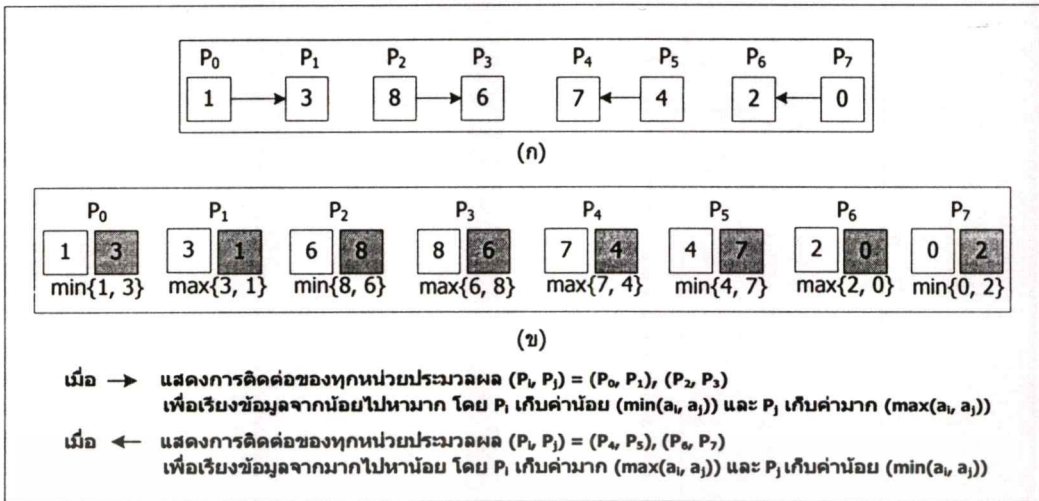 P0 P1 P2 P3 P4 P5 P6 P7
1 3 8 6 7 4 2 0
(ก)
P0 P1 P2 P3 P4 P5 P6 P7
1 3 3 1 6 8 8 6 7 4 4 7 2 0 0 2
min{1, 3} max{3, 1} min{8, 6} max{6, 8} max{7, 4} min{4, 7} max{2, 0} min{0, 2}
(ข)
เมื่อ → แสดงการติดต่อของทุกหน่วยประมวลผล (Pi, Pj) = (P0, P1), (P2, P3)
เพื่อเรียงข้อมูลจากน้อยไปหามาก โดย Pi เก็บค่าน้อย (min(ai, aj)) และ Pj เก็บค่ามาก (max(ai, aj))
เมื่อ ← แสดงการติดต่อของทุกหน่วยประมวลผล (Pi, Pj) = (P4, P5), (P6, P7)
เพื่อเรียงข้อมูลจากมากไปหาน้อย โดย Pi เก็บค่ามาก (max(ai, aj)) และ Pj เก็บค่าน้อย (min(ai, aj))